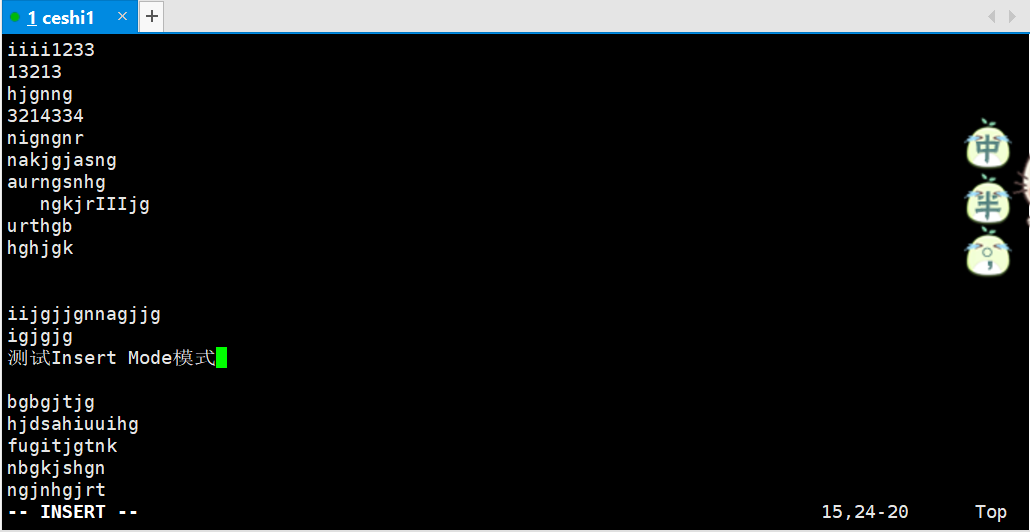 1 ceshi1 × +
iiii1233
13213
hjgnng
3214334
nigngnr
nakjgjasng
aurngsnhg
   ngkjrIIIjg
urthgb
hghjgk
iijgjjgnnagjjg
igjgjg
测试Insert Mode模式
bgbgjtjg
hjdsahiuuihg
fugitjgtnk
nbgkjshgn
ngjnhgjrt
-- INSERT -- 15,24-20 Top
中
半